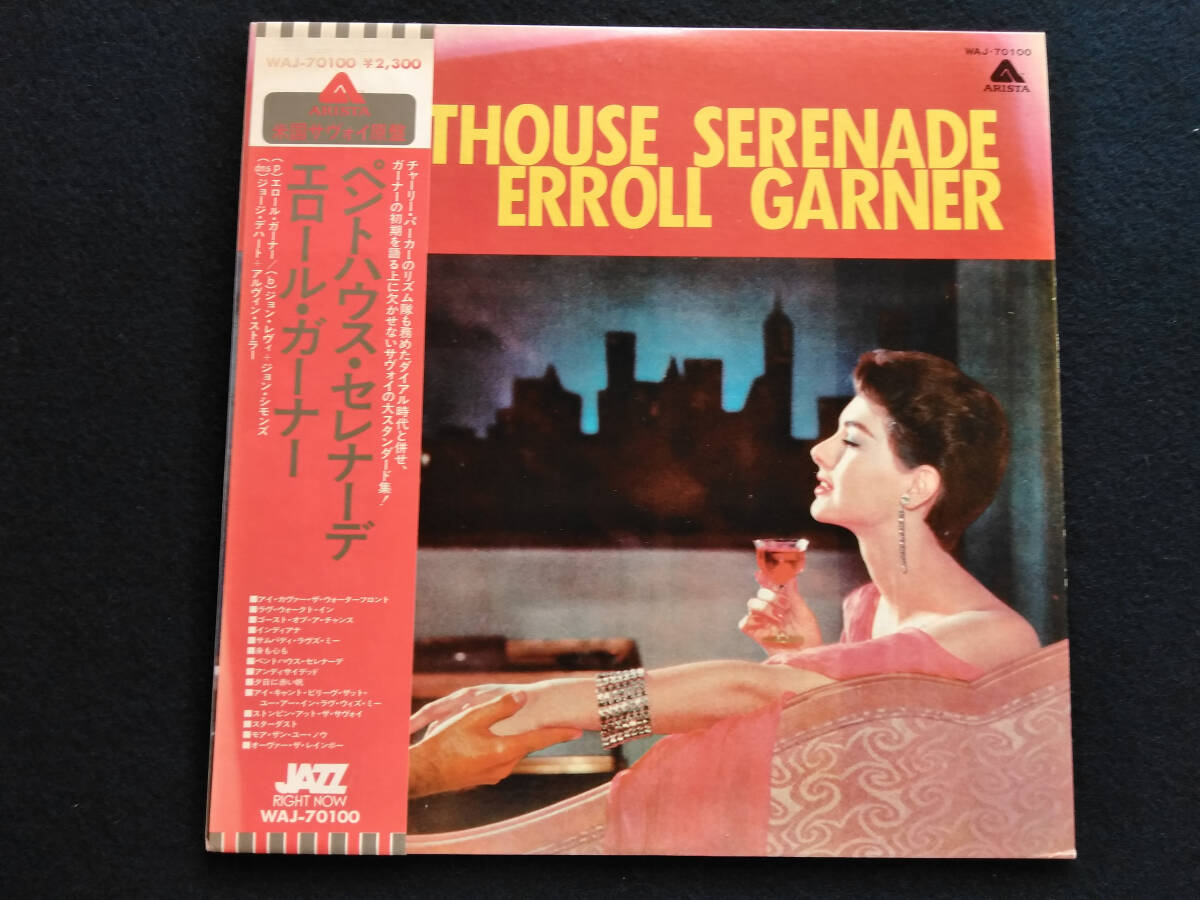 WAJ-70100 ¥2,300
ARISTA
米国サヴォイ原盤
チャーリー・パーカーのリズム隊も務めたダイアル時代と併せ、
ガーナーの初期を語る上に欠かせないサヴォイの大スタンダード集!
ペントハウス・セレナーデ
エロール・ガーナー
(p)エロール・ガーナー/(b)ジョン・レヴィ+ジョン・シモンズ
(dms)ジョージ・デハート+アルヴィン・ストラー
■アイ・カヴァー・ザ・ウォーターフロント
■ラヴ・ウォークト・イン
■ゴースト・オブ・ア・チャンス
■インディアナ
■サムバディ・ラヴズ・ミー
■身も心も
■ペントハウス・セレナーデ
■アンディサイデッド
■夕日に赤い帆
■アイ・キャント・ビリーヴ・ザット・
ユー・アー・イン・ラヴ・ウィズ・ミー
■ストンピン・アット・ザ・サヴォイ
■スターダスト
■モア・ザン・ユー・ノウ
■オーヴァー・ザ・レインボー
JAZZ
RIGHT NOW
WAJ-70100
WAJ-70100
ARISTA
THOUSE SERENADE
ERROLL GARNER